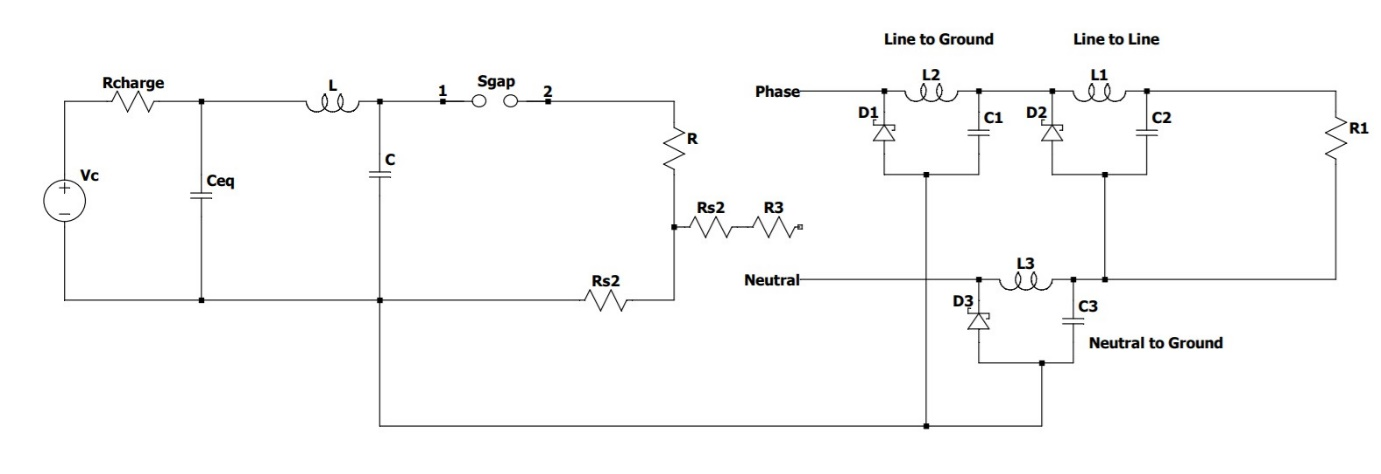 Line to Ground
Line to Line
Rcharge
L
1
Sgap
2
Phase
L2
L1
D1
C1
D2
C2
R1
R
C
Vc
Ceq
+
−
Rs2
R3
Rs2
Neutral
L3
D3
C3
Neutral to Ground